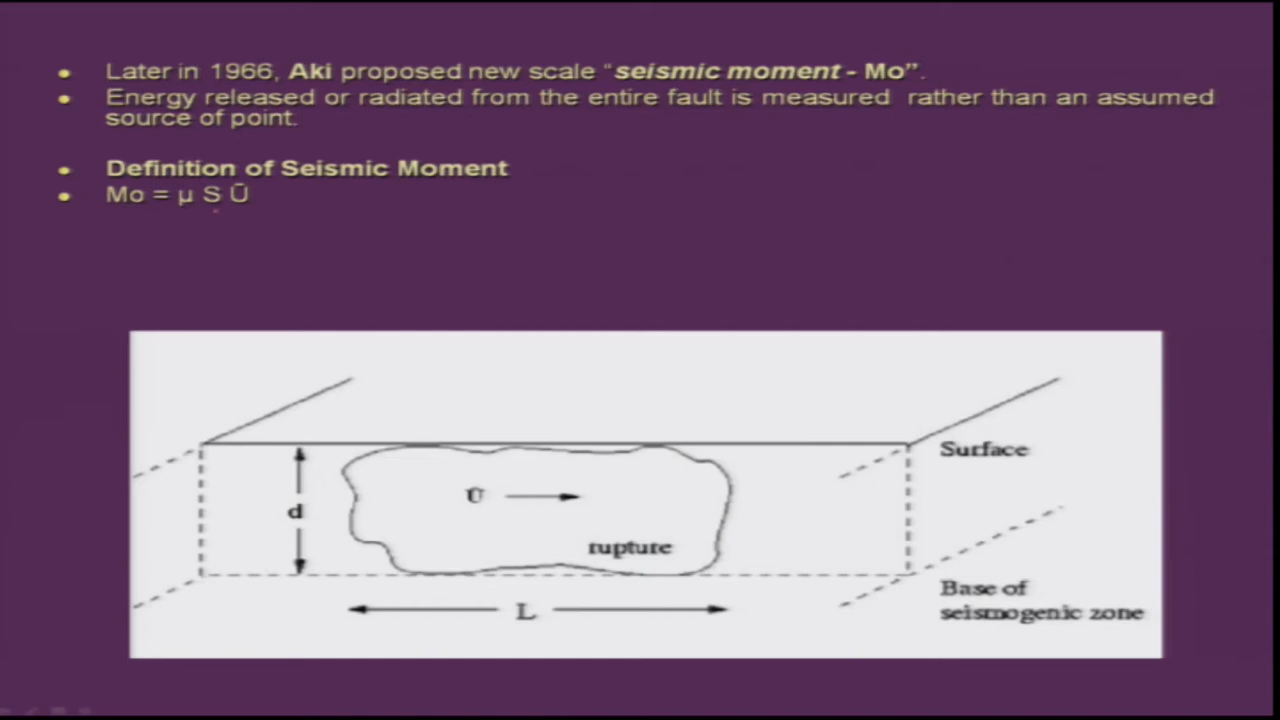 Later in 1966, Aki proposed new scale “seismic moment - Mo”.
Energy released or radiated from the entire fault is measured rather than an assumed
source of point.
Definition of Seismic Moment
Mo = µ S Ū
Surface
Ū
d
rupture
Base of
seismogenic zone
L